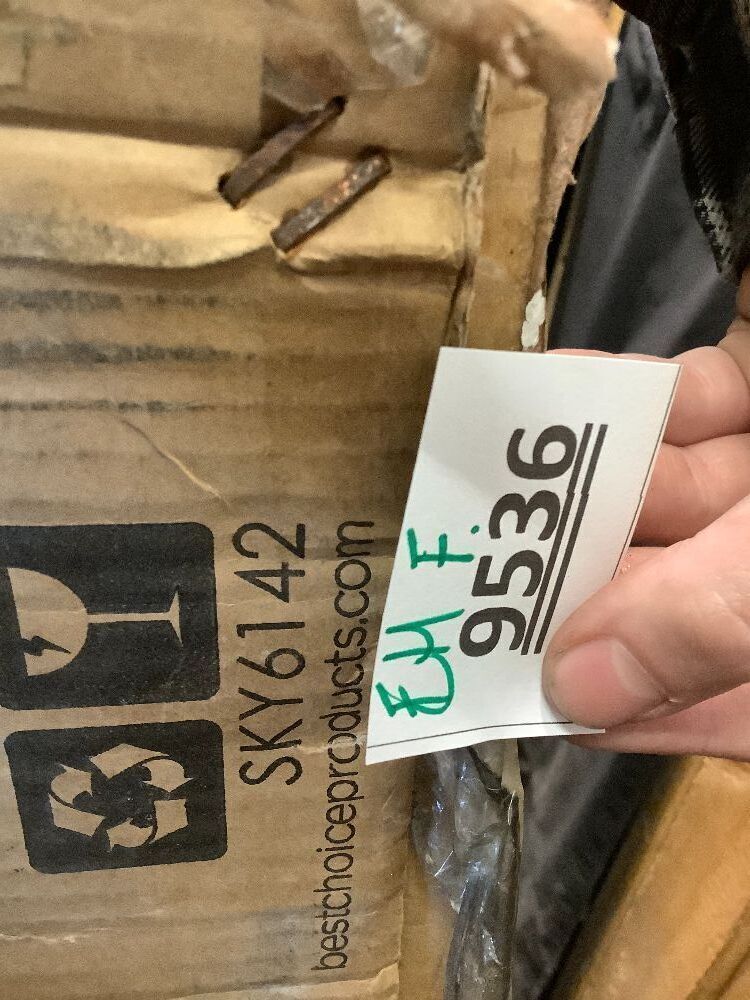 SKY6142
bestchoiceproducts.com
EH F.
9536